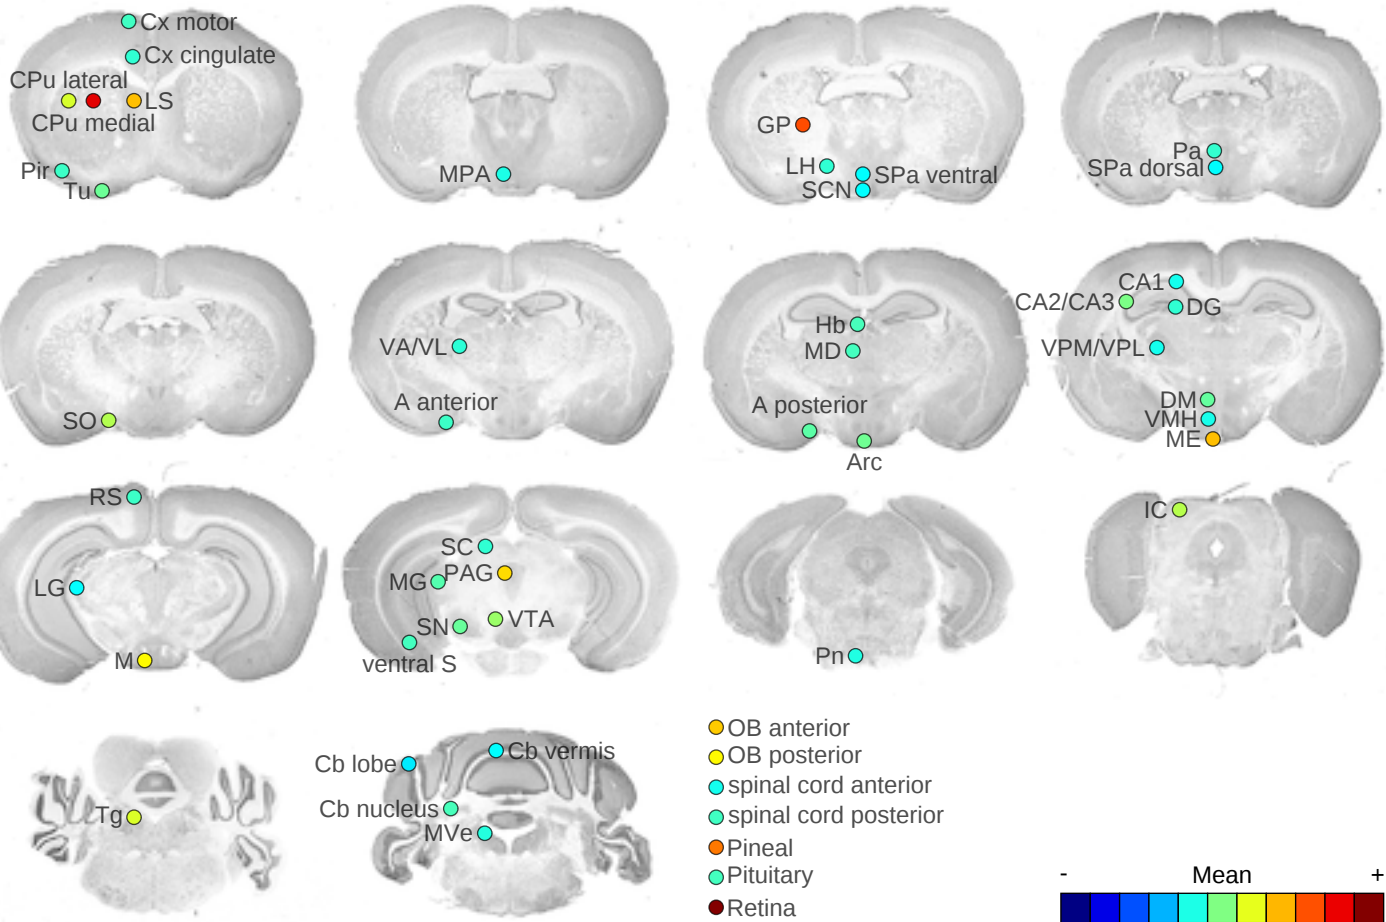 Cx motor
Cx cingulate
CPu lateral
LS
CPu medial
Pir
Tu
MPA
GP
LH
SPa ventral
SCN
Pa
SPa dorsal
SO
VA/VL
A anterior
Hb
MD
A posterior
Arc
CA1
CA2/CA3
DG
VPM/VPL
DM
VMH
ME
RS
LG
M
SC
PAG
MG
VTA
SN
ventral S
Pn
IC
Tg
Cb lobe
Cb vermis
Cb nucleus
MVe
OB anterior
OB posterior
spinal cord anterior
spinal cord posterior
Pineal
Pituitary
Retina
- Mean +